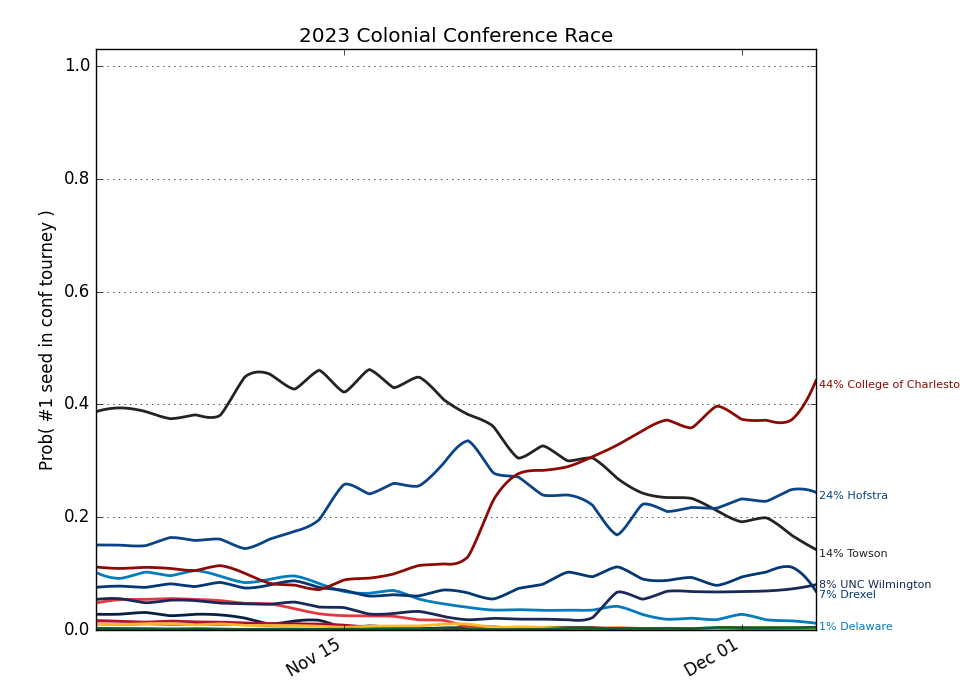 2023 Colonial Conference Race
Prob( #1 seed in conf tourney )
1.0
0.8
0.6
0.4
0.2
0.0
Nov 15
Dec 01
44% College of Charlesto
24% Hofstra
14% Towson
8% UNC Wilmington
7% Drexel
1% Delaware